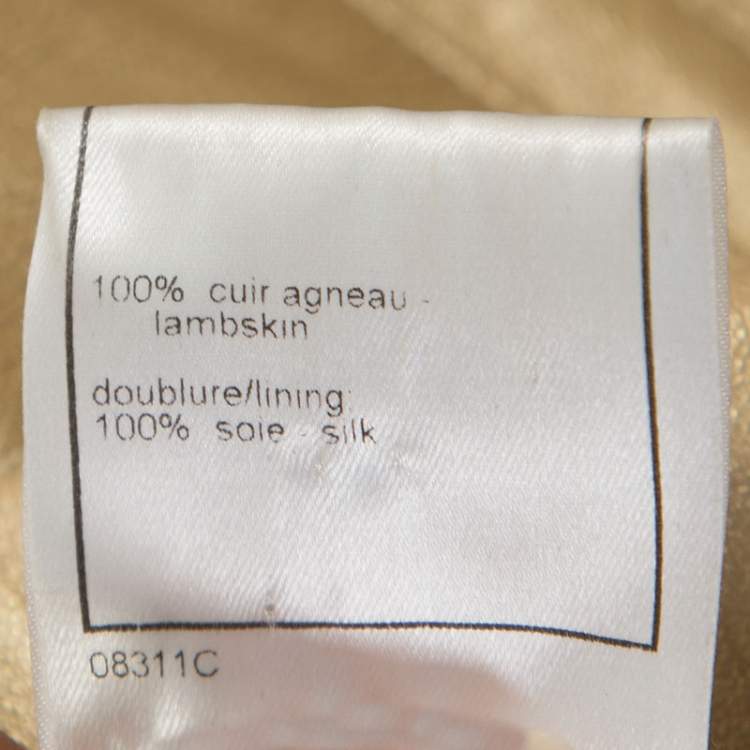 100% cuir agneau -
lambskin
doublure/lining:
100% soie - silk
08311C